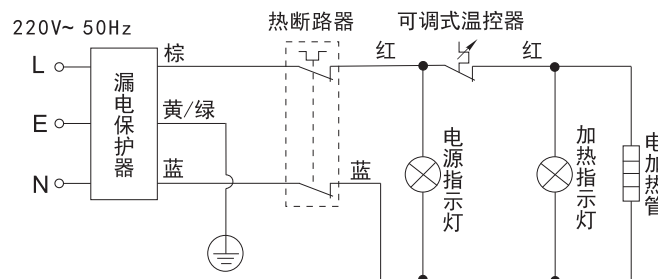 220V~ 50Hz
热断路器
可调式温控器
L
棕
红
红
E
漏电保护器
黄/绿
N
蓝
蓝
电源指示灯
加热指示灯
电加热管